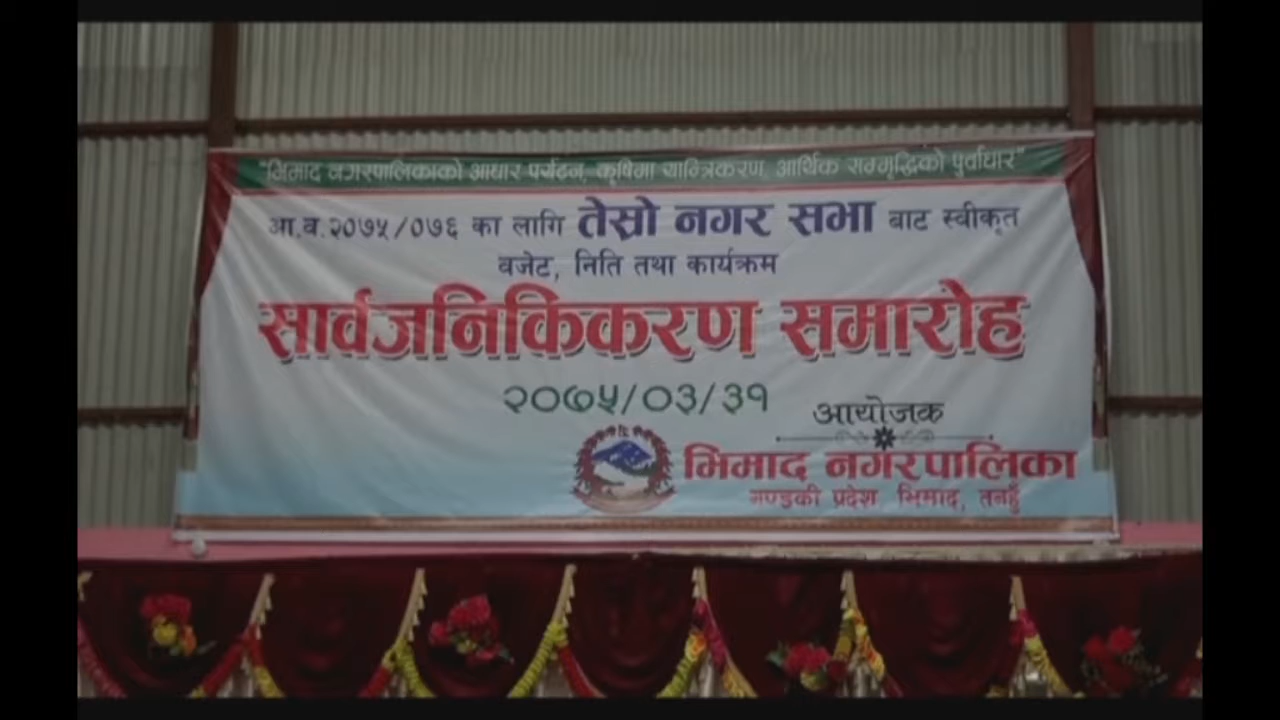 "भिमाद नगरपालिकाको आधार पर्यटन, कृषिमा यान्त्रिकरण, आर्थिक सम्मृद्धिको पुर्वाधार"
आ.व.२०७५/०७६ का लागि तेस्रो नगर सभा बाट स्वीकृत
बजेट, निति तथा कार्यक्रम
सार्वजनिकिकरण समारोह
२०७५/०३/३१
आयोजक
भिमाद नगरपालिका
गण्डकी प्रदेश भिमाद, तनहुँ